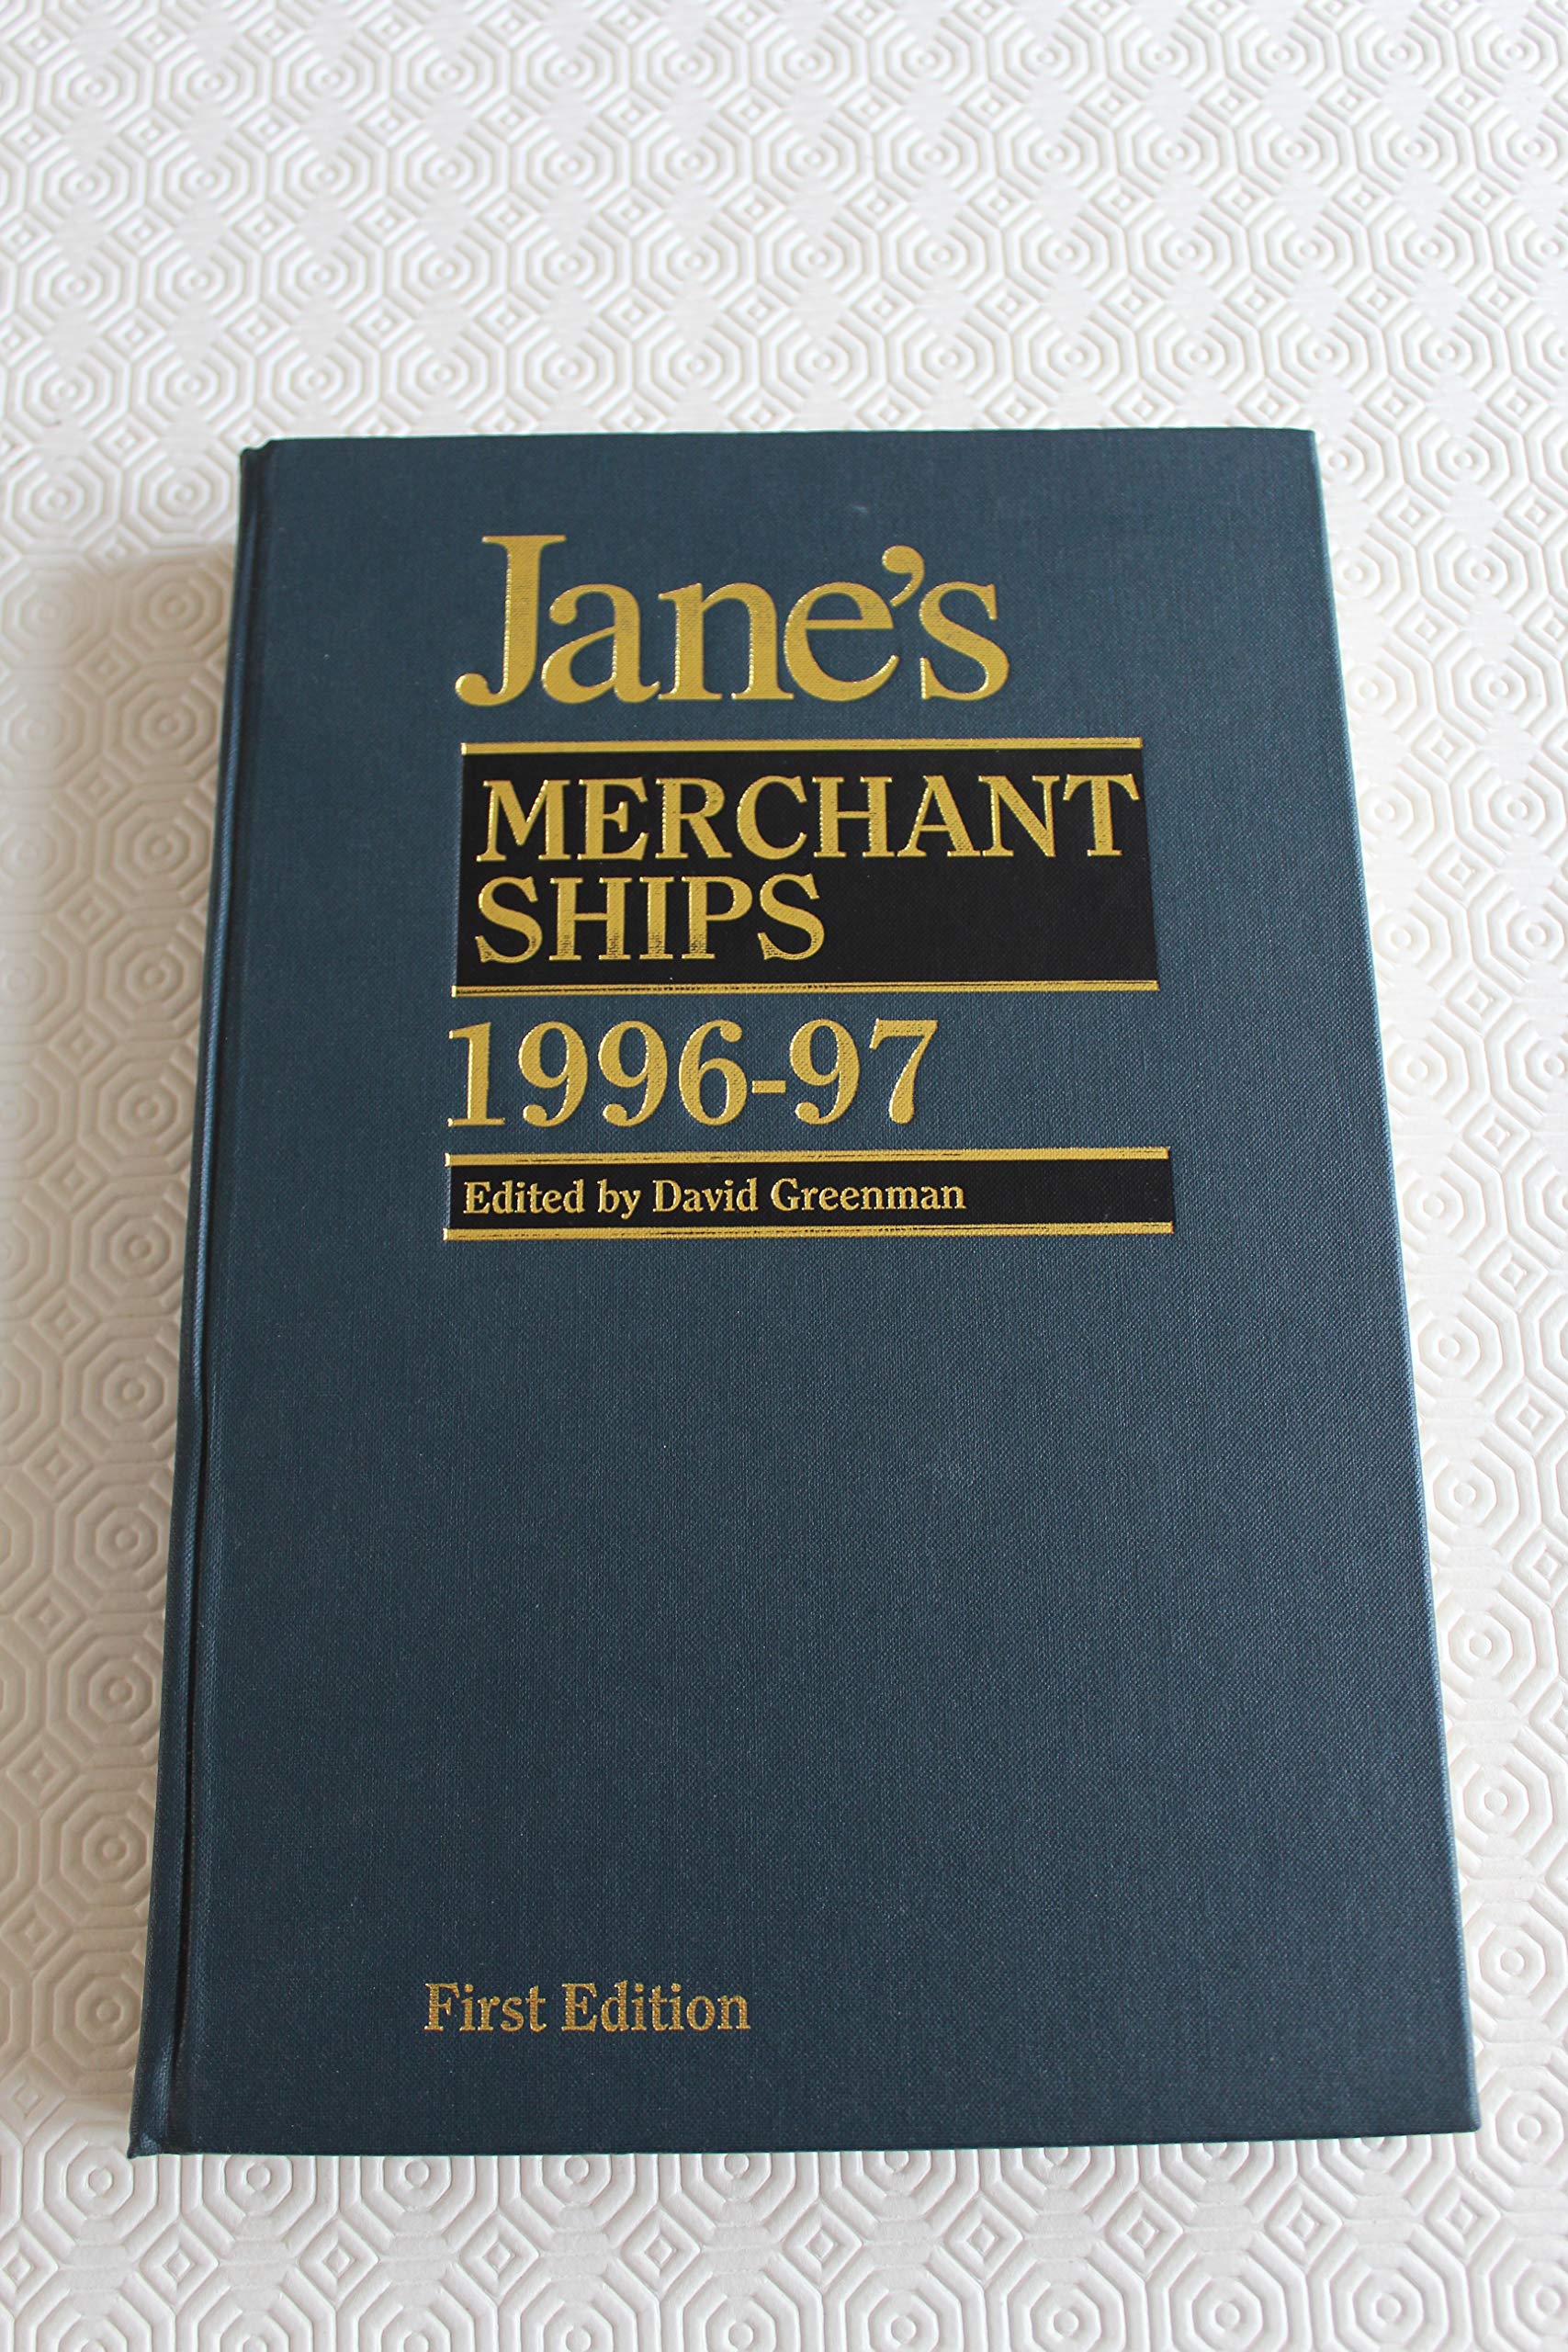 Jane's
MERCHANT
SHIPS
1996-97
Edited by David Greenman
First Edition